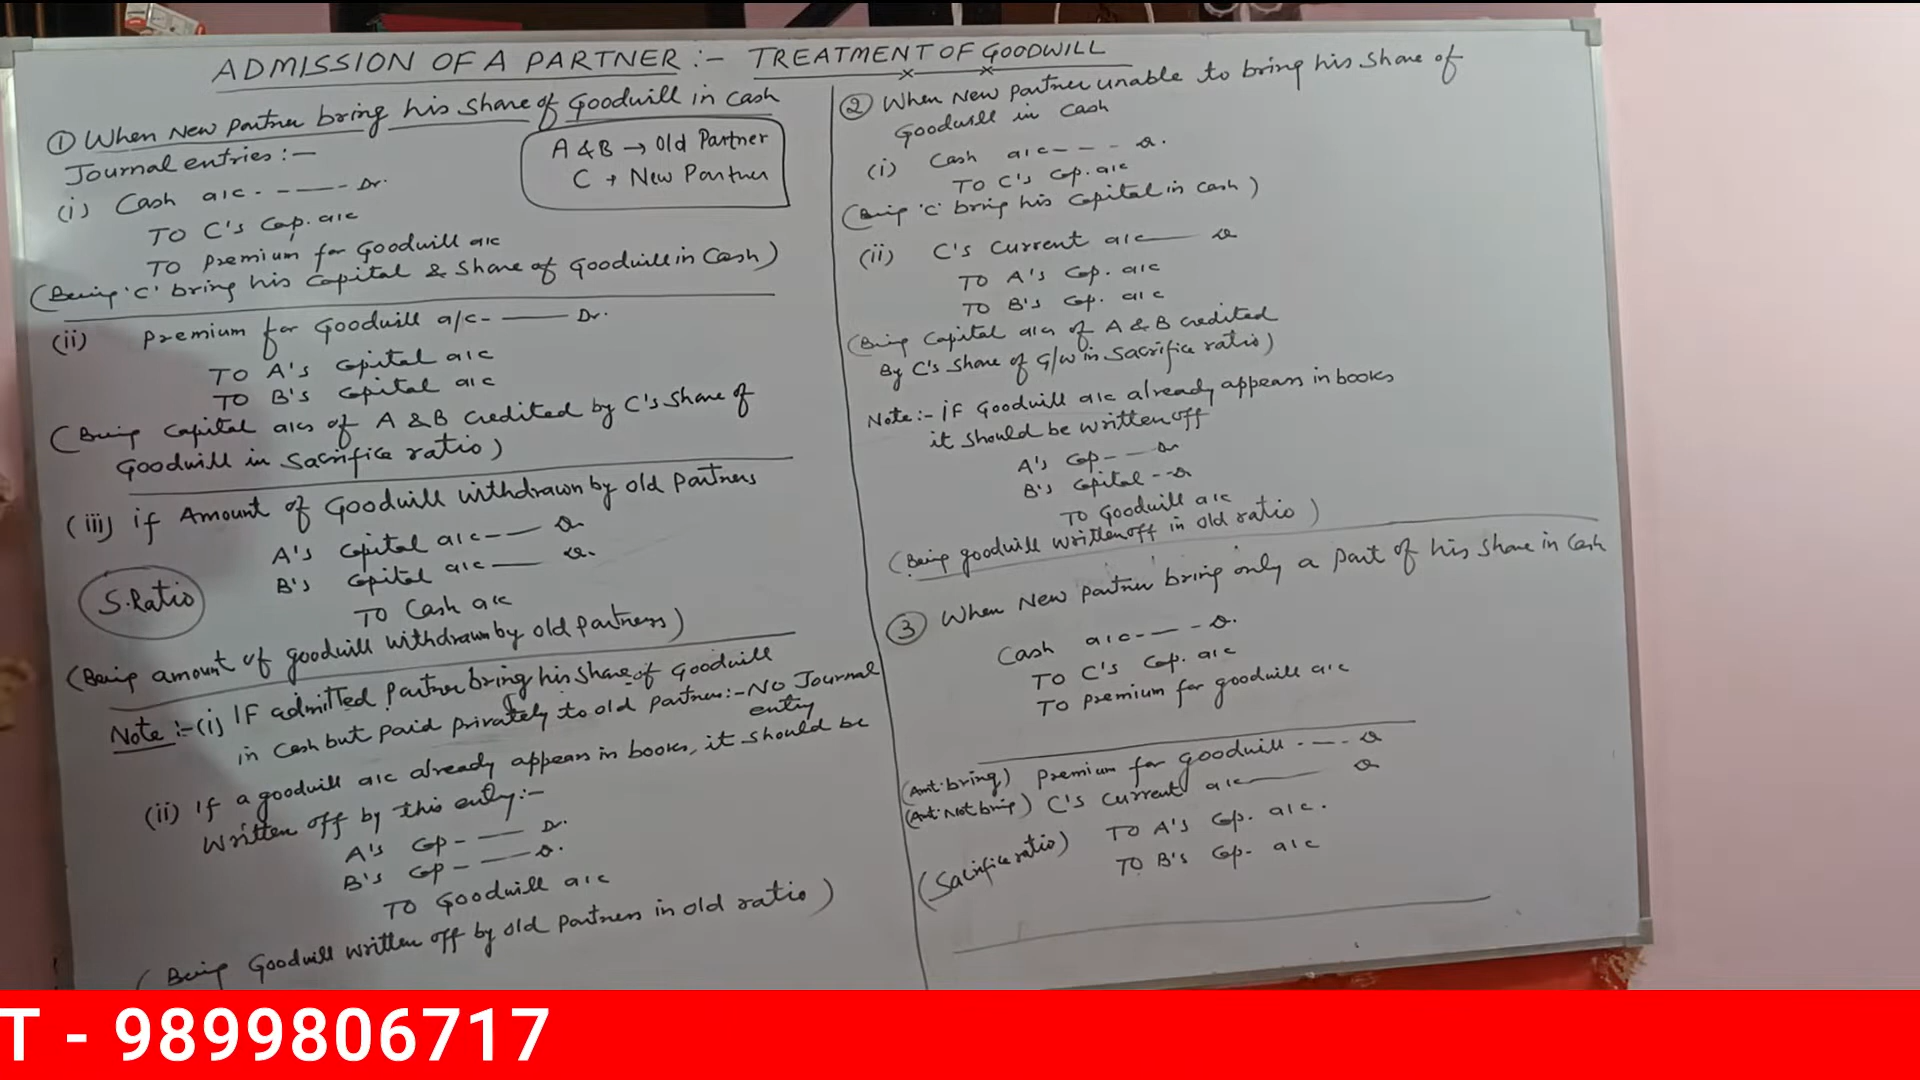 ADMISSION OF A PARTNER :- TREATMENT OF GOODWILL
① When New Partner bring his share of Goodwill in cash
Journal entries :-
A & B → Old Partner
C → New Partner
(i) Cash a/c - - — - Dr.
TO C's Cap. a/c
TO Premium for Goodwill a/c
(Being 'C' bring his Capital & Share of Goodwill in Cash)
(ii) Premium for Goodwill a/c - — Dr.
TO A's Capital a/c
TO B's Capital a/c
(Being Capital a/cs of A & B Credited by C's Share of
Goodwill in Sacrifice ratio)
(iii) if Amount of Goodwill withdrawn by old Partners
A's Capital a/c - - — Dr.
B's Capital a/c — Dr.
S. Ratio
TO Cash a/c
(Being amount of goodwill withdrawn by old Partners)
Note :- (i) IF admitted Partner bring his share of Goodwill
in Cash but paid privately to old Partner :- No Journal
entry
(ii) If a goodwill a/c already appears in books, it should be
Written off by this entry :-
A's Cap - — Dr.
B's Cap - — Dr.
TO Goodwill a/c
(Being Goodwill written off by old Partners in old ratio)
② When New Partner unable to bring his Share of
Goodwill in Cash
(i) Cash a/c - - - Dr.
TO C's Cap. a/c
(Being 'C' bring his Capital in Cash)
(ii) C's Current a/c — Dr
TO A's Cap. a/c
TO B's Cap. a/c
(Being Capital a/cs of A & B Credited
By C's Share of G/W in Sacrifice ratio)
Note :- iF Goodwill a/c already appears in books
it should be written off
A's Cap - — Dr
B's Capital - - Dr
TO Goodwill a/c
(Being goodwill written off in old ratio)
③ When New Partner bring only a Part of his Share in Cash
Cash a/c - — - Dr.
TO C's Cap. a/c
TO Premium for goodwill a/c
(Amt. bring) Premium for goodwill - — - Dr
(Amt. Not bring) C's Current a/c — Dr
(Sacrifice ratio) TO A's Cap. a/c.
TO B's Cap. a/c
T - 9899806717